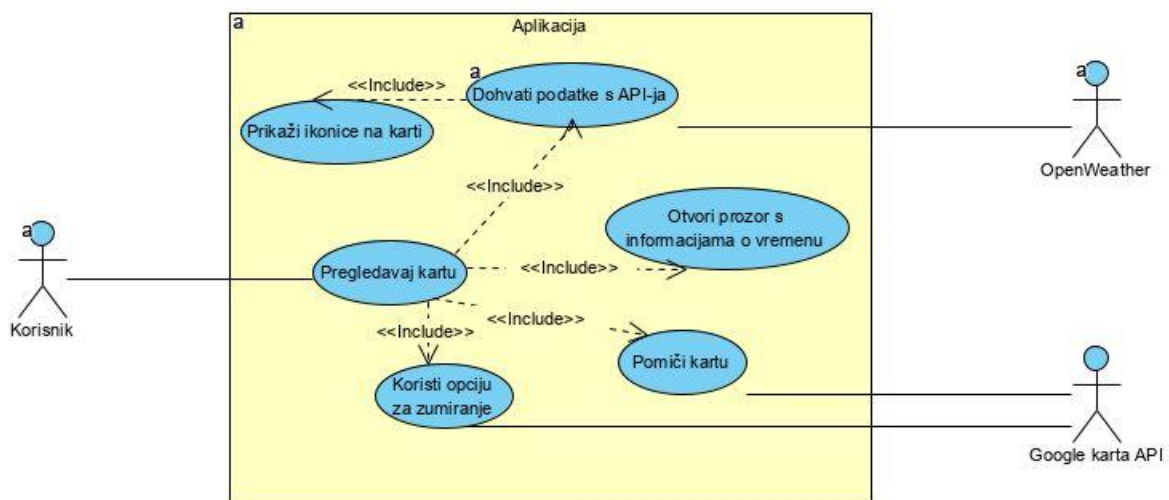 a
Aplikacija
a
<<Include>>
Dohvati podatke s API-ja
Prikaži ikonice na karti
a
OpenWeather
<<Include>>
Otvori prozor s
informacijama o vremenu
a
Korisnik
Pregledavaj kartu
<<Include>>
<<Include>>
<<Include>>
Pomiči kartu
Koristi opciju
za zumiranje
Google karta API